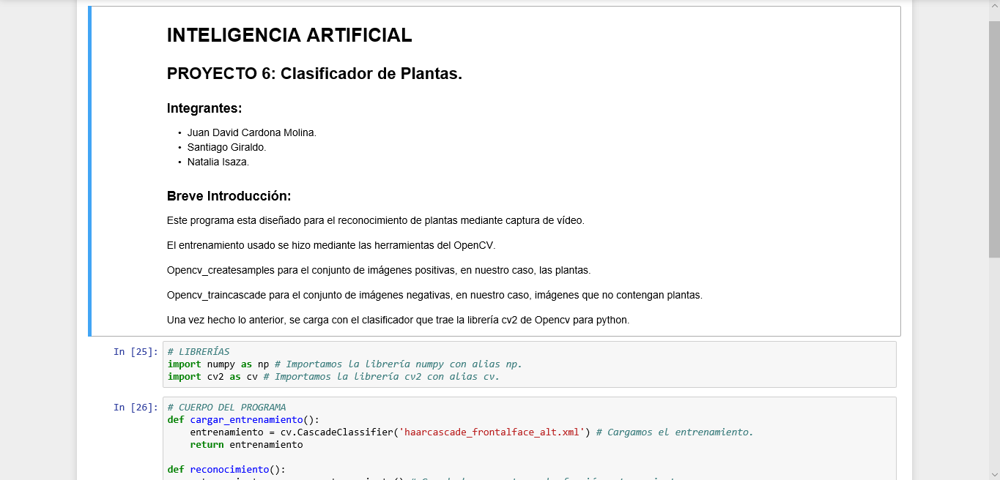 INTELIGENCIA ARTIFICIAL
PROYECTO 6: Clasificador de Plantas.
Integrantes:
• Juan David Cardona Molina.
• Santiago Giraldo.
• Natalia Isaza.
Breve Introducción:
Este programa esta diseñado para el reconocimiento de plantas mediante captura de vídeo.
El entrenamiento usado se hizo mediante las herramientas del OpenCV.
Opencv_createsamples para el conjunto de imágenes positivas, en nuestro caso, las plantas.
Opencv_traincascade para el conjunto de imágenes negativas, en nuestro caso, imágenes que no contengan plantas.
Una vez hecho lo anterior, se carga con el clasificador que trae la librería cv2 de Opencv para python.
In [25]: # LIBRERÍAS
import numpy as np # Importamos la librería numpy con alias np.
import cv2 as cv # Importamos la librería cv2 con alias cv.
In [26]: # CUERPO DEL PROGRAMA
def cargar_entrenamiento():
    entrenamiento = cv.CascadeClassifier('haarcascade_frontalface_alt.xml') # Cargamos el entrenamiento.
    return entrenamiento
def reconocimiento():